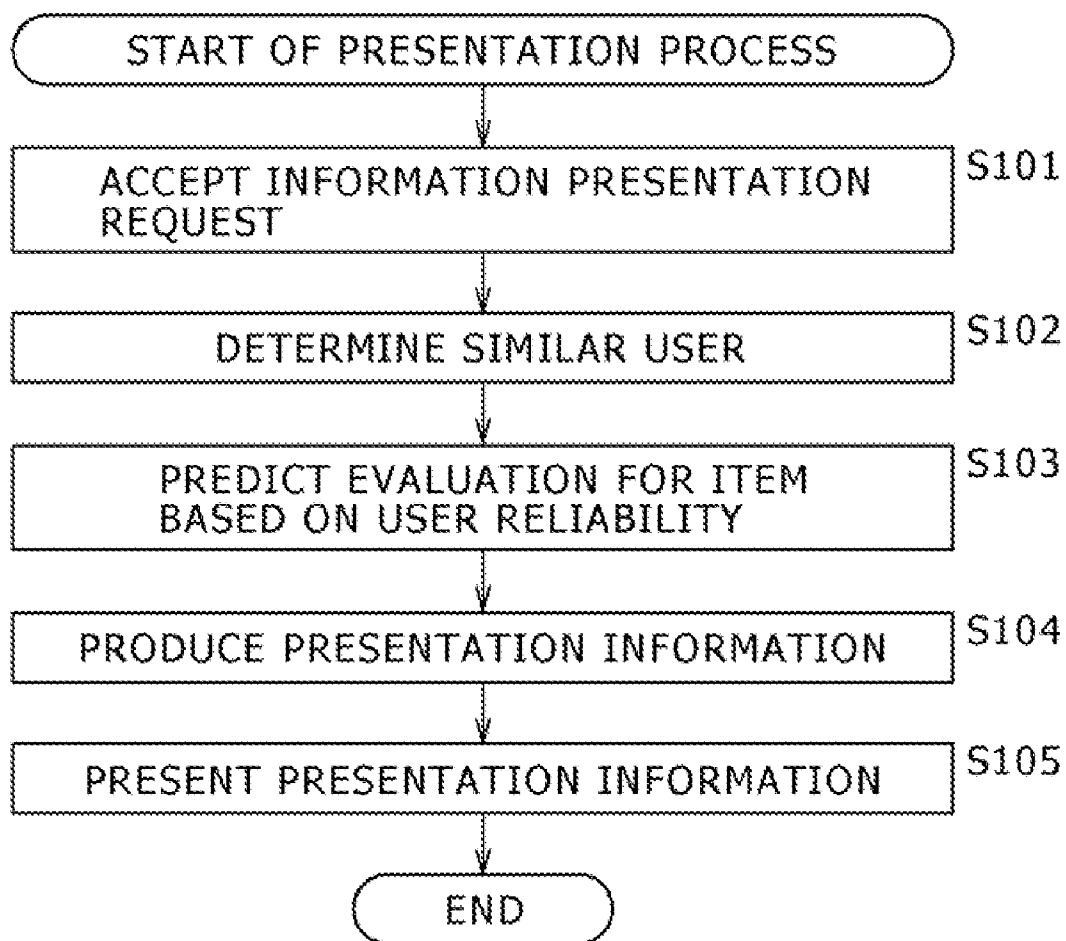 START OF PRESENTATION PROCESS
ACCEPT INFORMATION PRESENTATION
REQUEST
S101
DETERMINE SIMILAR USER
S102
PREDICT EVALUATION FOR ITEM
BASED ON USER RELIABILITY
S103
PRODUCE PRESENTATION INFORMATION
S104
PRESENT PRESENTATION INFORMATION
S105
END